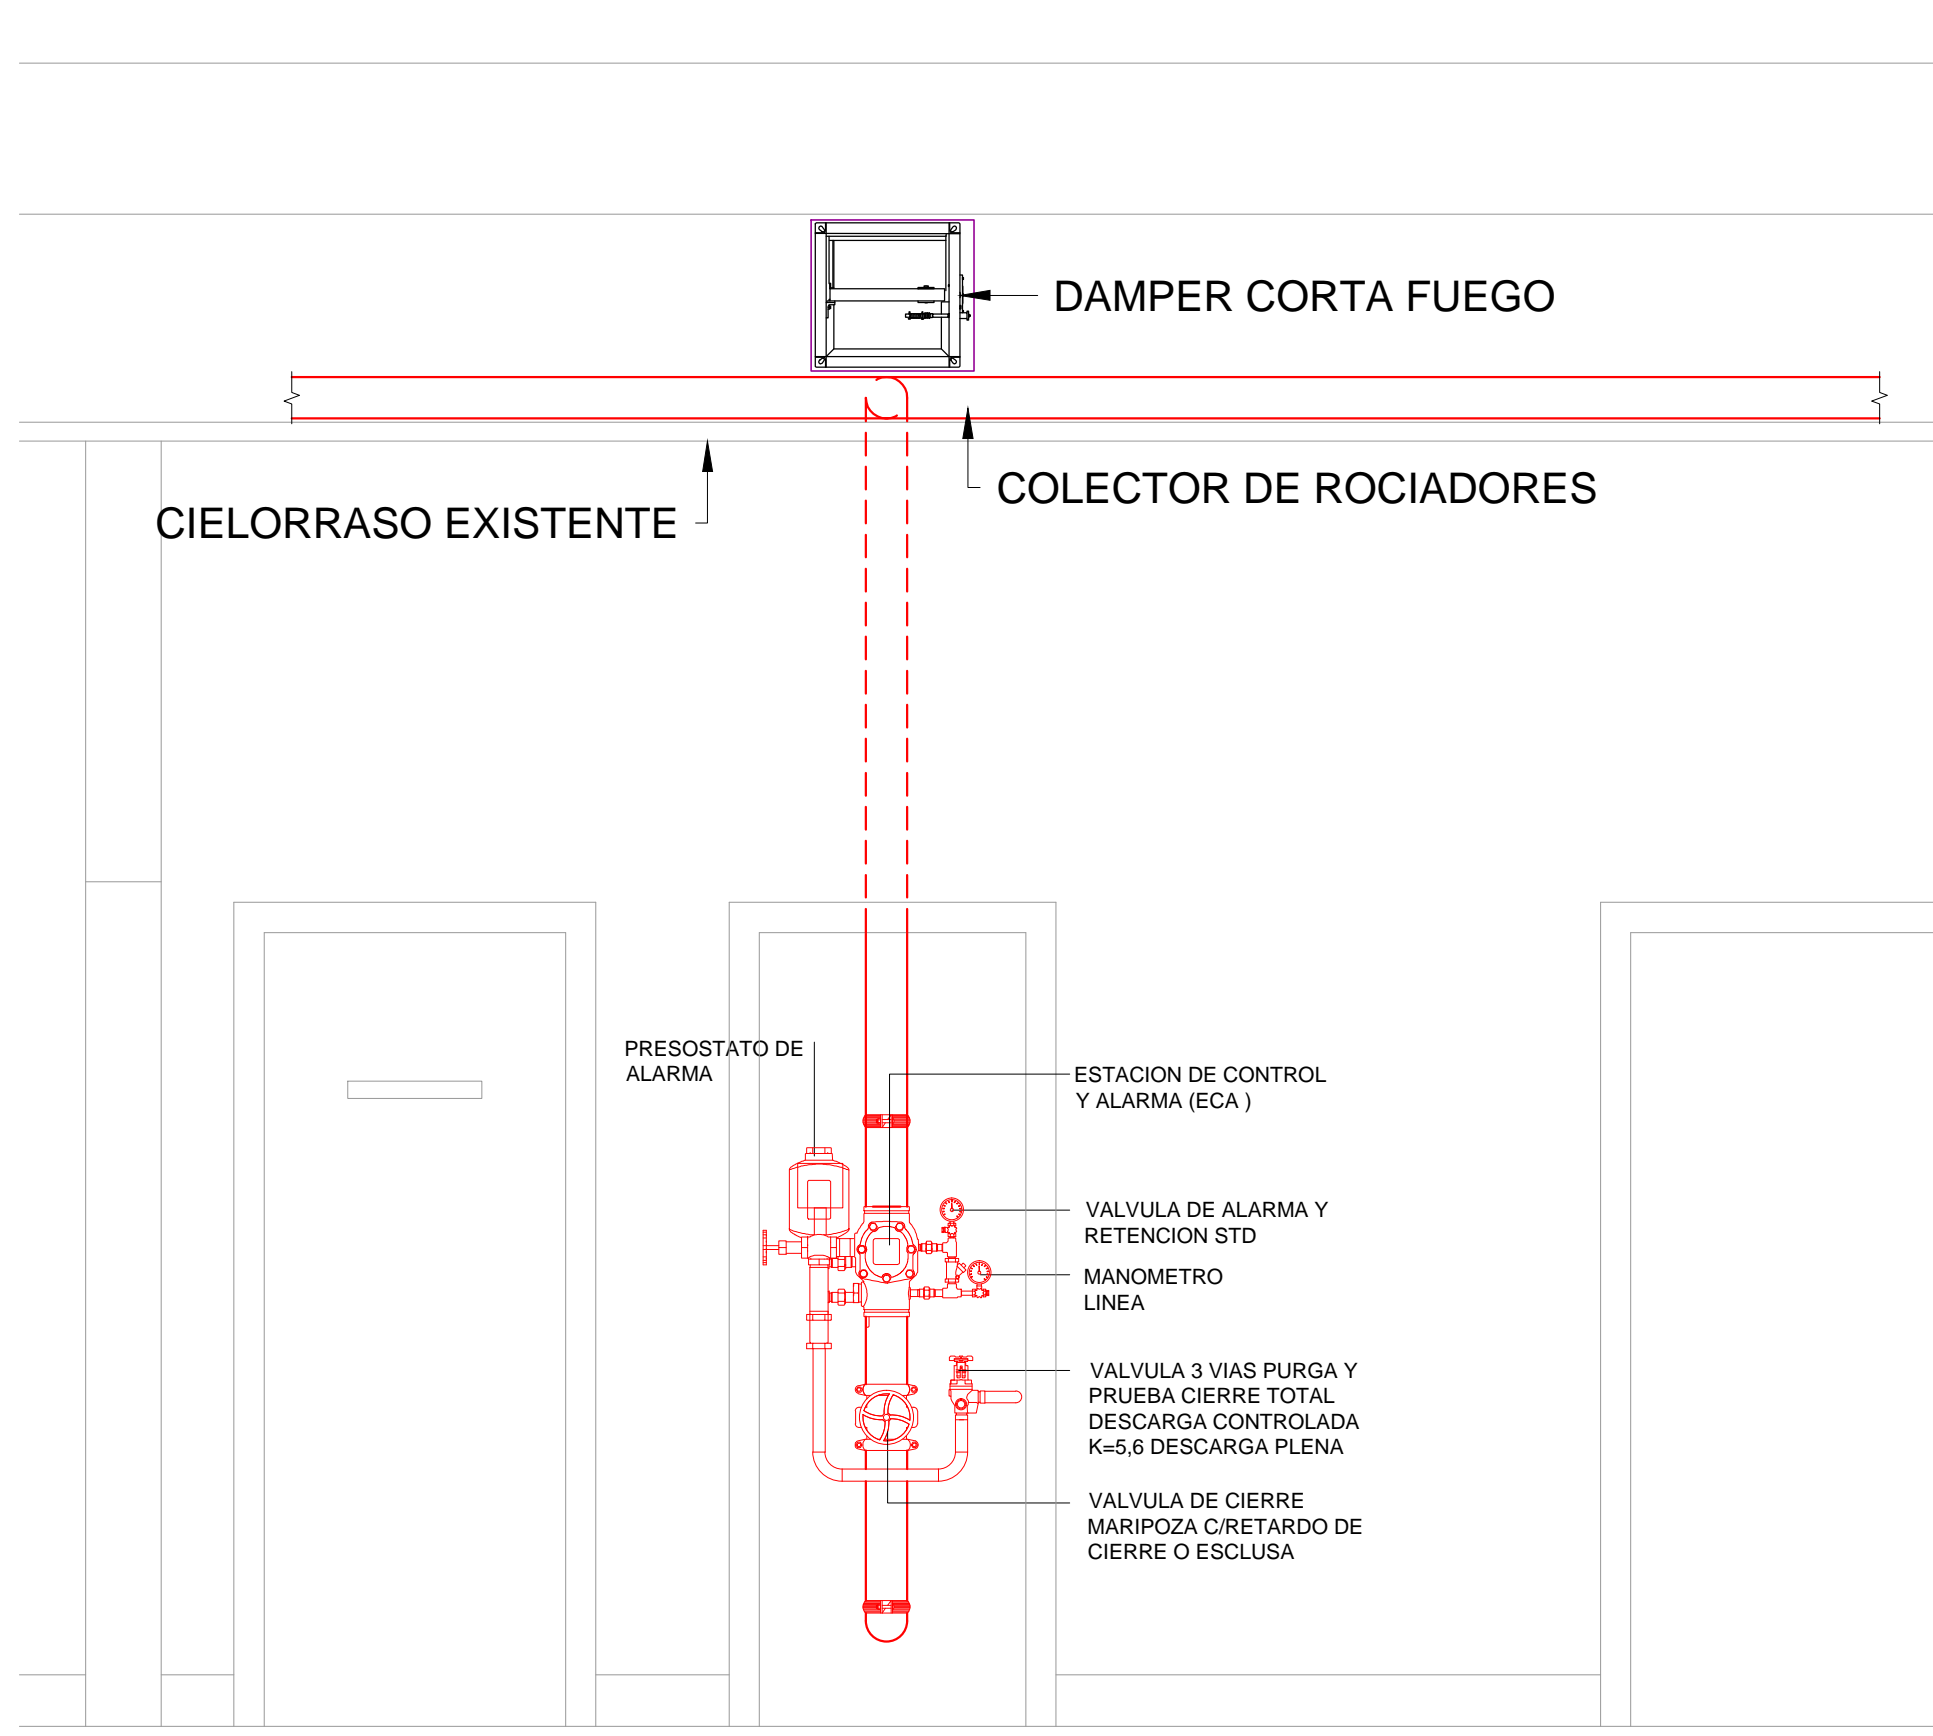 DAMPER CORTA FUEGO
COLECTOR DE ROCIADORES
CIELORRASO EXISTENTE
PRESOSTATO DE
ALARMA
ESTACION DE CONTROL
Y ALARMA (ECA )
VALVULA DE ALARMA Y
RETENCION STD
MANOMETRO
LINEA
VALVULA 3 VIAS PURGA Y
PRUEBA CIERRE TOTAL
DESCARGA CONTROLADA
K=5,6 DESCARGA PLENA
VALVULA DE CIERRE
MARIPOZA C/RETARDO DE
CIERRE O ESCLUSA